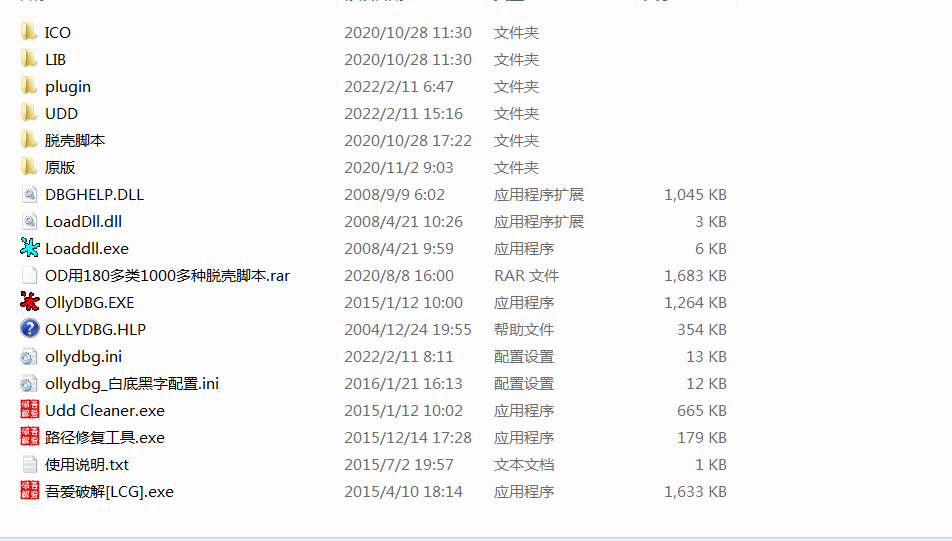 ICO 2020/10/28 11:30 文件夹
LIB 2020/10/28 11:30 文件夹
plugin 2022/2/11 6:47 文件夹
UDD 2022/2/11 15:16 文件夹
脱壳脚本 2020/10/28 17:22 文件夹
原版 2020/11/2 9:03 文件夹
DBGHELP.DLL 2008/9/9 6:02 应用程序扩展 1,045 KB
LoadDll.dll 2008/4/21 10:26 应用程序扩展 3 KB
Loaddll.exe 2008/4/21 9:59 应用程序 6 KB
OD用180多类1000多种脱壳脚本.rar 2020/8/8 16:00 RAR 文件 1,683 KB
OllyDBG.EXE 2015/1/12 10:00 应用程序 1,264 KB
OLLYDBG.HLP 2004/12/24 19:55 帮助文件 354 KB
ollydbg.ini 2022/2/11 8:11 配置设置 13 KB
ollydbg_白底黑字配置.ini 2016/1/21 16:13 配置设置 12 KB
Udd Cleaner.exe 2015/1/12 10:02 应用程序 665 KB
路径修复工具.exe 2015/12/14 17:28 应用程序 179 KB
使用说明.txt 2015/7/2 19:57 文本文档 1 KB
吾爱破解[LCG].exe 2015/4/10 18:14 应用程序 1,633 KB